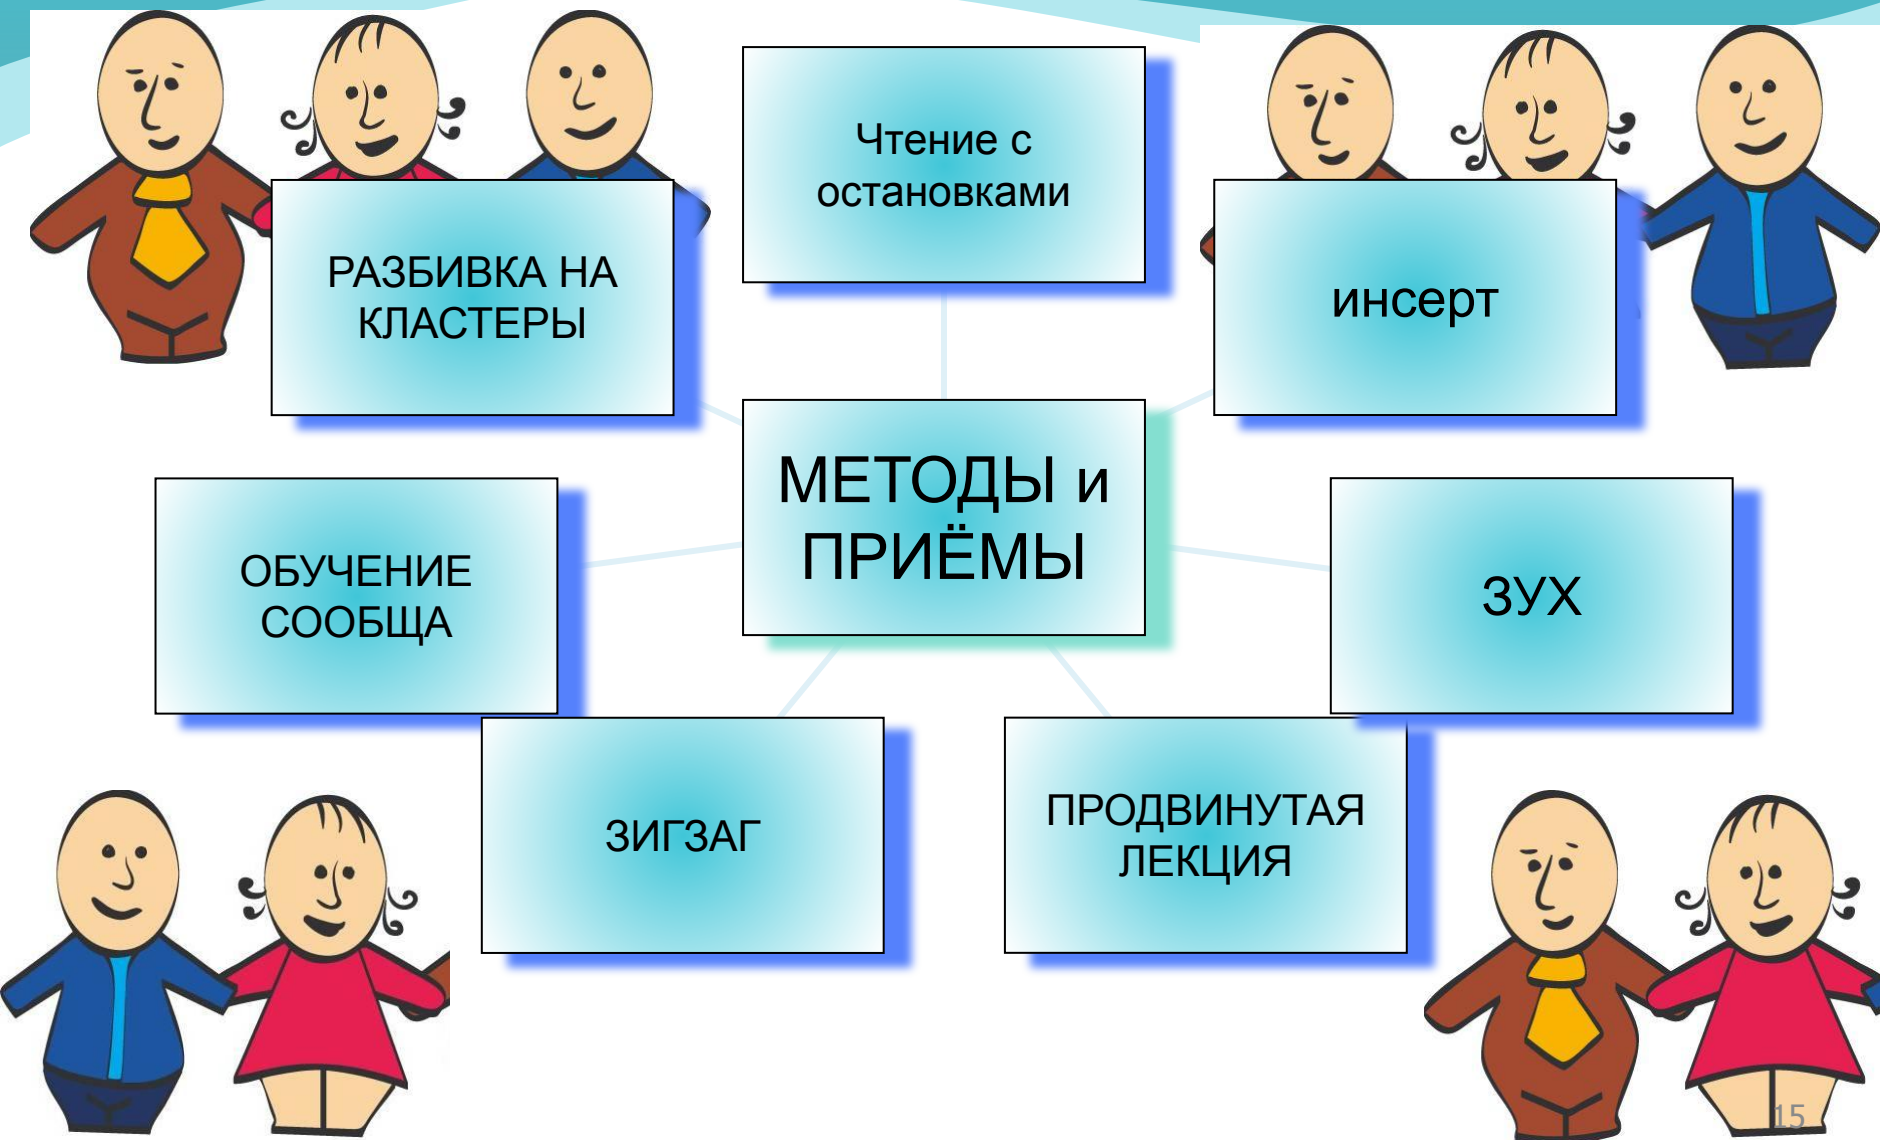 Чтение с
остановками
РАЗБИВКА НА
КЛАСТЕРЫ
инсерт
МЕТОДЫ и
ПРИЁМЫ
ОБУЧЕНИЕ
СООБЩА
ЗУХ
ЗИГЗАГ
ПРОДВИНУТАЯ
ЛЕКЦИЯ
15